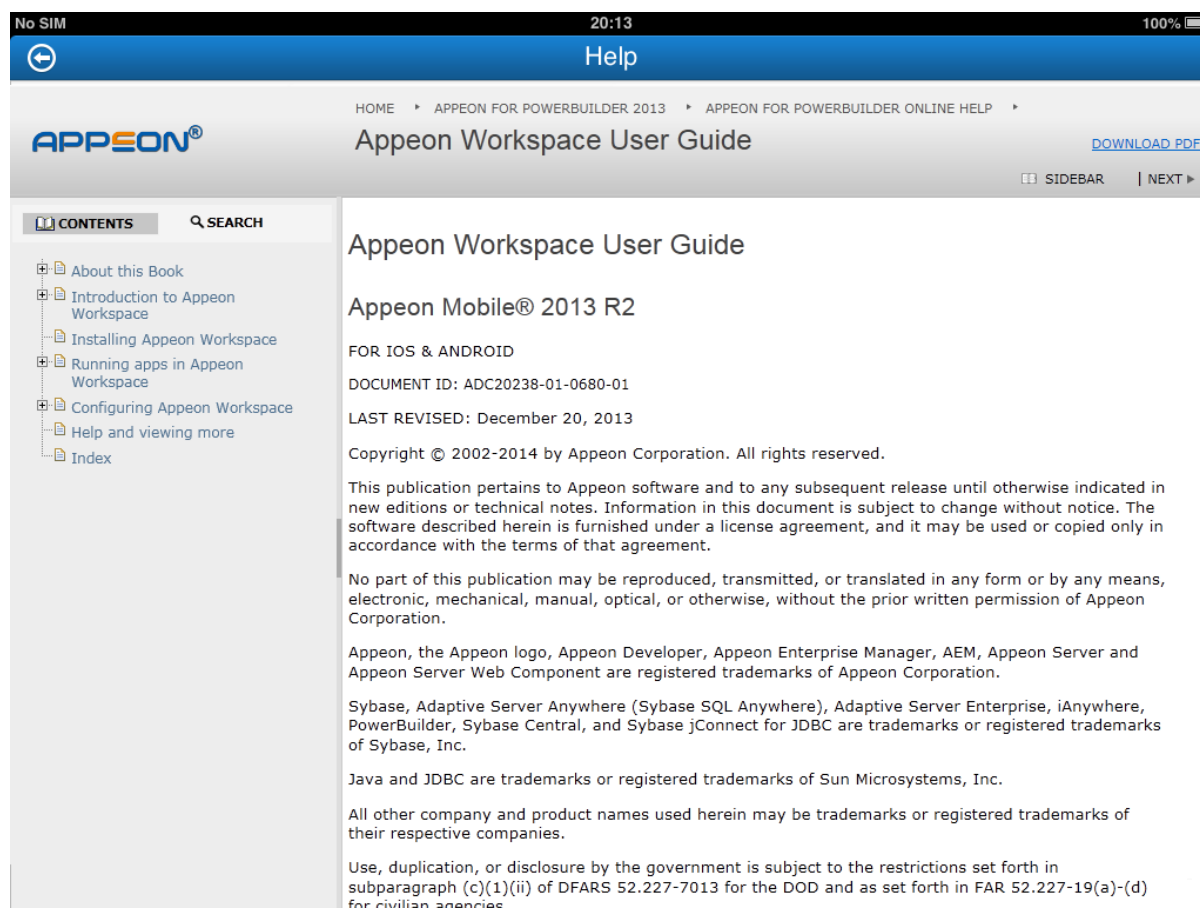 No SIM 20:13 100%
Help
HOME APPEON FOR POWERBUILDER 2013 APPEON FOR POWERBUILDER ONLINE HELP
APPEON®
Appeon Workspace User Guide
DOWNLOAD PDF
SIDEBAR | NEXT
CONTENTS SEARCH
About this Book
Introduction to Appeon
Workspace
Installing Appeon Workspace
Running apps in Appeon
Workspace
Configuring Appeon Workspace
Help and viewing more
Index
Appeon Workspace User Guide
Appeon Mobile® 2013 R2
FOR IOS & ANDROID
DOCUMENT ID: ADC20238-01-0680-01
LAST REVISED: December 20, 2013
Copyright © 2002-2014 by Appeon Corporation. All rights reserved.
This publication pertains to Appeon software and to any subsequent release until otherwise indicated in
new editions or technical notes. Information in this document is subject to change without notice. The
software described herein is furnished under a license agreement, and it may be used or copied only in
accordance with the terms of that agreement.
No part of this publication may be reproduced, transmitted, or translated in any form or by any means,
electronic, mechanical, manual, optical, or otherwise, without the prior written permission of Appeon
Corporation.
Appeon, the Appeon logo, Appeon Developer, Appeon Enterprise Manager, AEM, Appeon Server and
Appeon Server Web Component are registered trademarks of Appeon Corporation.
Sybase, Adaptive Server Anywhere (Sybase SQL Anywhere), Adaptive Server Enterprise, iAnywhere,
PowerBuilder, Sybase Central, and Sybase jConnect for JDBC are trademarks or registered trademarks
of Sybase, Inc.
Java and JDBC are trademarks or registered trademarks of Sun Microsystems, Inc.
All other company and product names used herein may be trademarks or registered trademarks of
their respective companies.
Use, duplication, or disclosure by the government is subject to the restrictions set forth in
subparagraph (c)(1)(ii) of DFARS 52.227-7013 for the DOD and as set forth in FAR 52.227-19(a)-(d)
for civilian agencies